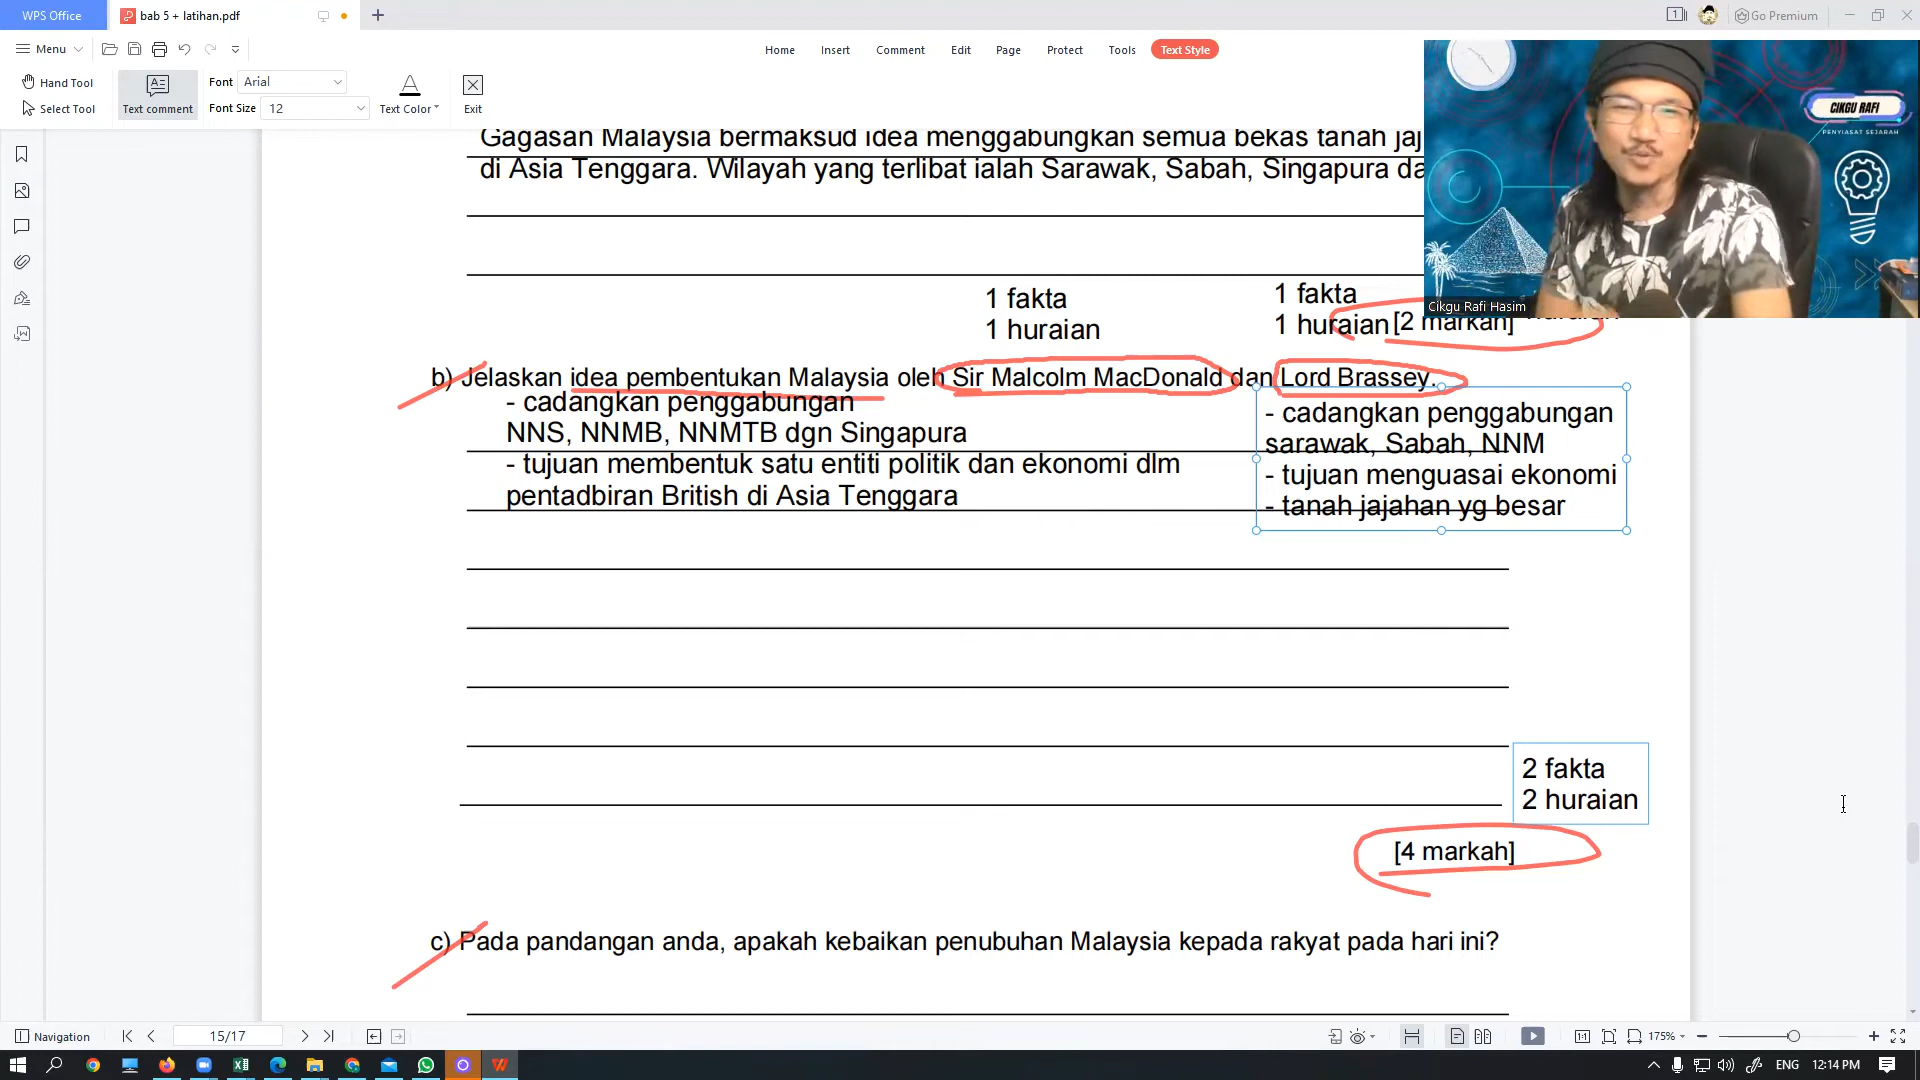 WPS Office
bab 5 + latihan.pdf
1
Go Premium
Menu
Home Insert Comment Edit Page Protect Tools Text Style
Hand Tool
Select Tool
Text comment
Font Arial
Font Size 12
Text Color
Exit
CIKGU RAFI
PENYIASAT SEJARAH
Cikgu Rafi Hasim
Gagasan Malaysia bermaksud idea menggabungkan semua bekas tanah jaj
di Asia Tenggara. Wilayah yang terlibat ialah Sarawak, Sabah, Singapura da
1 fakta
1 huraian
1 fakta
1 huraian
[2 markah]
b) Jelaskan idea pembentukan Malaysia oleh Sir Malcolm MacDonald dan Lord Brassey.
- cadangkan penggabungan
NNS, NNMB, NNMTB dgn Singapura
- tujuan membentuk satu entiti politik dan ekonomi dlm
pentadbiran British di Asia Tenggara
- cadangkan penggabungan
sarawak, Sabah, NNM
- tujuan menguasai ekonomi
- tanah jajahan yg besar
2 fakta
2 huraian
[4 markah]
c) Pada pandangan anda, apakah kebaikan penubuhan Malaysia kepada rakyat pada hari ini?
Navigation
15/17
175%
ENG
12:14 PM